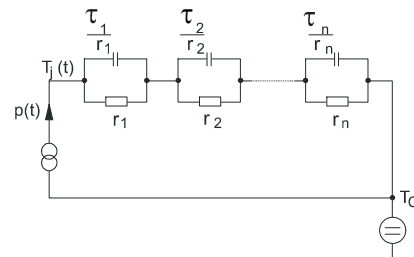 τ1 τ2 τn
r1 r2 rn
Tj(t)
p(t)
r1 r2 rn
TC